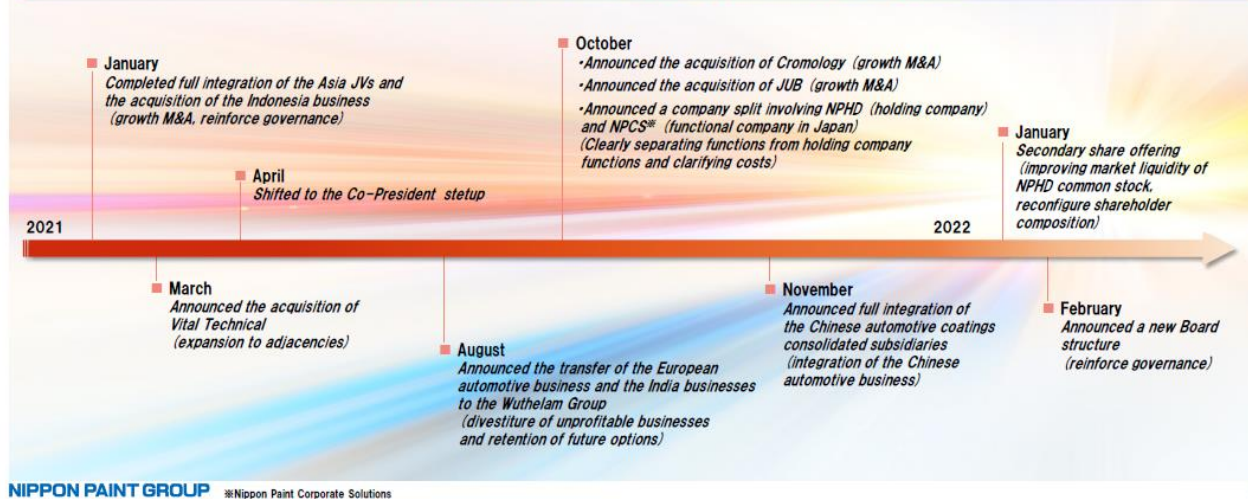 January
Completed full integration of the Asia JVs and
the acquisition of the Indonesia business
(growth M&A, reinforce governance)
April
Shifted to the Co-President stetup
October
・Announced the acquisition of Cromology (growth M&A)
・Announced the acquisition of JUB (growth M&A)
・Announced a company split involving NPHD (holding company)
and NPCS※ (functional company in Japan)
(Clearly separating functions from holding company
functions and clarifying costs)
January
Secondary share offering
(improving market liquidity of
NPHD common stock,
reconfigure shareholder
composition)
2021
2022
March
Announced the acquisition of
Vital Technical
(expansion to adjacencies)
August
Announced the transfer of the European
automotive business and the India businesses
to the Wuthelam Group
(divestiture of unprofitable businesses
and retention of future options)
November
Announced full integration of
the Chinese automotive coatings
consolidated subsidiaries
(integration of the Chinese
automotive business)
February
Announced a new Board
structure
(reinforce governance)
NIPPON PAINT GROUP ※Nippon Paint Corporate Solutions